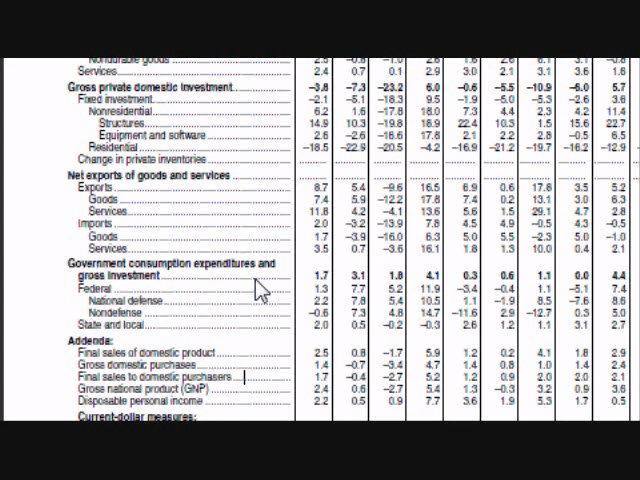 Nondurable goods 2.5 –0.8 –1.0 2.6 1.6 2.6 6.1 3.1 –0.8
Services 2.4 0.7 0.1 2.9 3.0 2.1 3.1 3.6 1.6
Gross private domestic investment –3.8 –7.3 –23.2 6.0 –0.6 –5.5 –10.9 –6.0 5.7
Fixed investment –2.1 –5.1 –18.3 9.5 –1.9 –5.0 –5.3 –2.6 3.6
Nonresidential 6.2 1.6 –17.8 18.0 7.3 4.4 2.3 4.2 11.4
Structures 14.9 10.3 –19.8 18.9 22.4 10.3 1.5 15.6 22.7
Equipment and software 2.6 –2.6 –16.6 17.8 2.1 2.2 2.8 –0.5 6.5
Residential –18.5 –22.9 –20.5 –4.2 –16.9 –21.2 –19.7 –16.2 –12.9
Change in private inventories
Net exports of goods and services
Exports 8.7 5.4 –9.6 16.5 6.9 0.6 17.8 3.5 5.2
Goods 7.4 5.9 –12.2 17.8 7.4 0.2 13.1 3.0 6.3
Services 11.8 4.2 –4.1 13.6 5.6 1.5 29.1 4.7 2.8
Imports 2.0 –3.2 –13.9 7.8 4.5 4.9 –0.5 4.3 –0.5
Goods 1.7 –3.9 –16.0 6.3 5.0 5.5 –2.3 5.0 –1.0
Services 3.5 0.7 –3.6 16.1 1.8 1.3 10.0 0.4 2.1
Government consumption expenditures and
gross investment 1.7 3.1 1.8 4.1 0.3 0.6 1.1 0.0 4.4
Federal 1.3 7.7 5.2 11.9 –3.4 –0.4 1.1 –5.1 7.4
National defense 2.2 7.8 5.4 10.5 1.1 –1.9 8.5 –7.6 8.6
Nondefense –0.6 7.3 4.8 14.7 –11.6 2.9 –12.7 0.3 5.0
State and local 2.0 0.5 –0.2 –0.3 2.6 1.2 1.1 3.1 2.7
Addenda:
Final sales of domestic product 2.5 0.8 –1.7 5.9 1.2 0.2 4.1 1.8 2.9
Gross domestic purchases 1.4 –0.7 –3.4 4.7 1.4 0.8 1.0 1.4 2.4
Final sales to domestic purchasers 1.7 –0.4 –2.7 5.2 1.2 0.9 2.0 2.0 2.1
Gross national product (GNP) 2.4 0.6 –2.7 5.4 1.3 –0.3 3.2 0.9 3.6
Disposable personal income 2.2 0.5 0.9 7.7 3.6 1.9 5.3 1.7 0.5
Current-dollar measures: